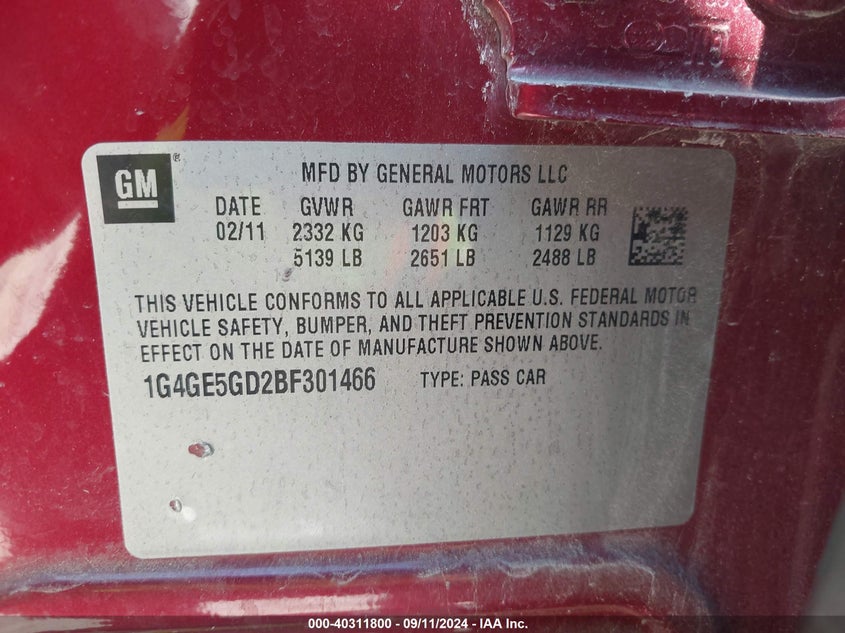 GM®
MFD BY GENERAL MOTORS LLC
DATE GVWR GAWR FRT GAWR RR
02/11 2332 KG 1203 KG 1129 KG
5139 LB 2651 LB 2488 LB
THIS VEHICLE CONFORMS TO ALL APPLICABLE U.S. FEDERAL MOTOR
VEHICLE SAFETY, BUMPER, AND THEFT PREVENTION STANDARDS IN
EFFECT ON THE DATE OF MANUFACTURE SHOWN ABOVE.
1G4GE5GD2BF301466 TYPE: PASS CAR
000-40311800 - 09/11/2024 - IAA Inc.